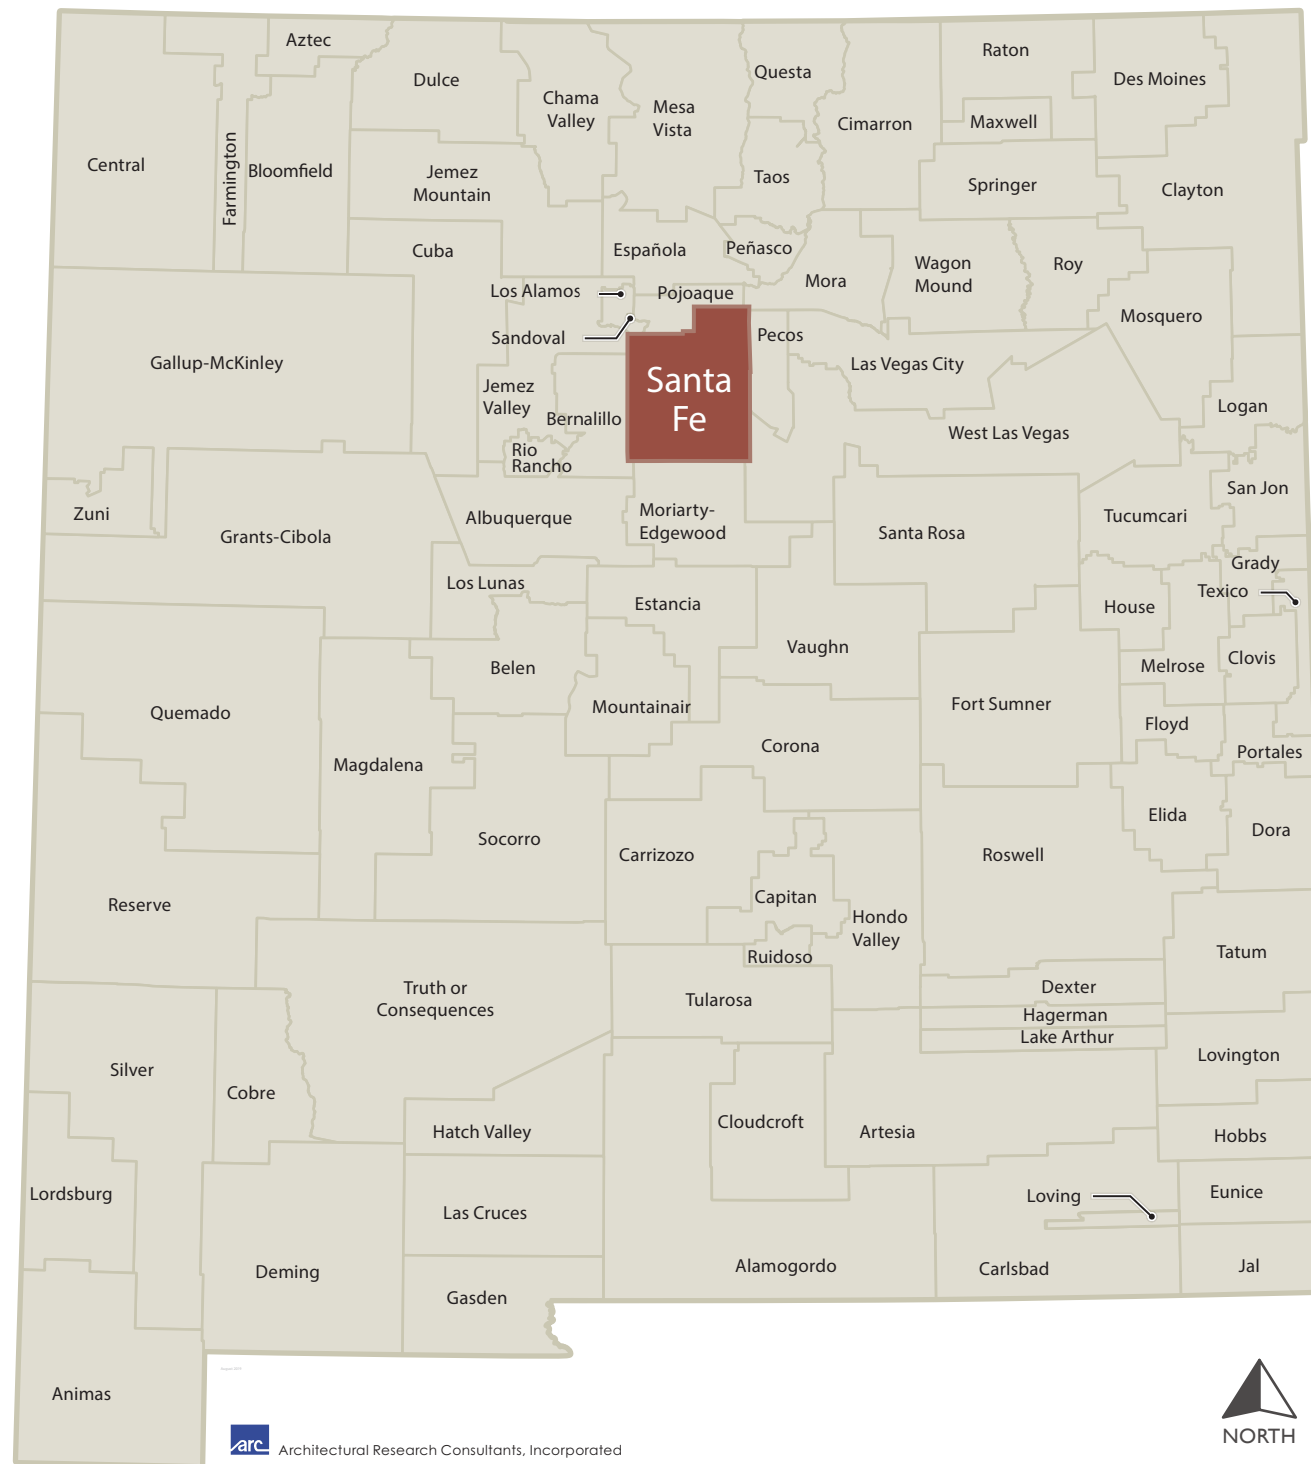 Aztec
Raton
Questa
Des Moines
Dulce
Chama
Valley
Mesa
Vista
Maxwell
Cimarron
Central
Farmington
Bloomfield
Jemez
Mountain
Taos
Springer
Clayton
Cuba
Española
Peñasco
Wagon
Mound
Roy
Mora
Los Alamos
Pojoaque
Mosquero
Sandoval
Pecos
Gallup-McKinley
Las Vegas City
Santa
Fe
Jemez
Valley
Bernalillo
Logan
West Las Vegas
Rio
Rancho
San Jon
Zuni
Albuquerque
Moriarty-
Edgewood
Tucumcari
Grants-Cibola
Santa Rosa
Grady
Los Lunas
Texico
Estancia
House
Vaughn
Clovis
Belen
Melrose
Quemado
Mountainair
Fort Sumner
Floyd
Corona
Portales
Magdalena
Socorro
Elida
Dora
Carrizozo
Roswell
Reserve
Capitan
Hondo
Valley
Ruidoso
Tatum
Truth or
Consequences
Tularosa
Dexter
Hagerman
Lake Arthur
Lovington
Silver
Cobre
Cloudcroft
Hatch Valley
Artesia
Hobbs
Lordsburg
Loving
Eunice
Las Cruces
Deming
Alamogordo
Carlsbad
Jal
Gasden
Animas
NORTH
arc
Architectural Research Consultants, Incorporated